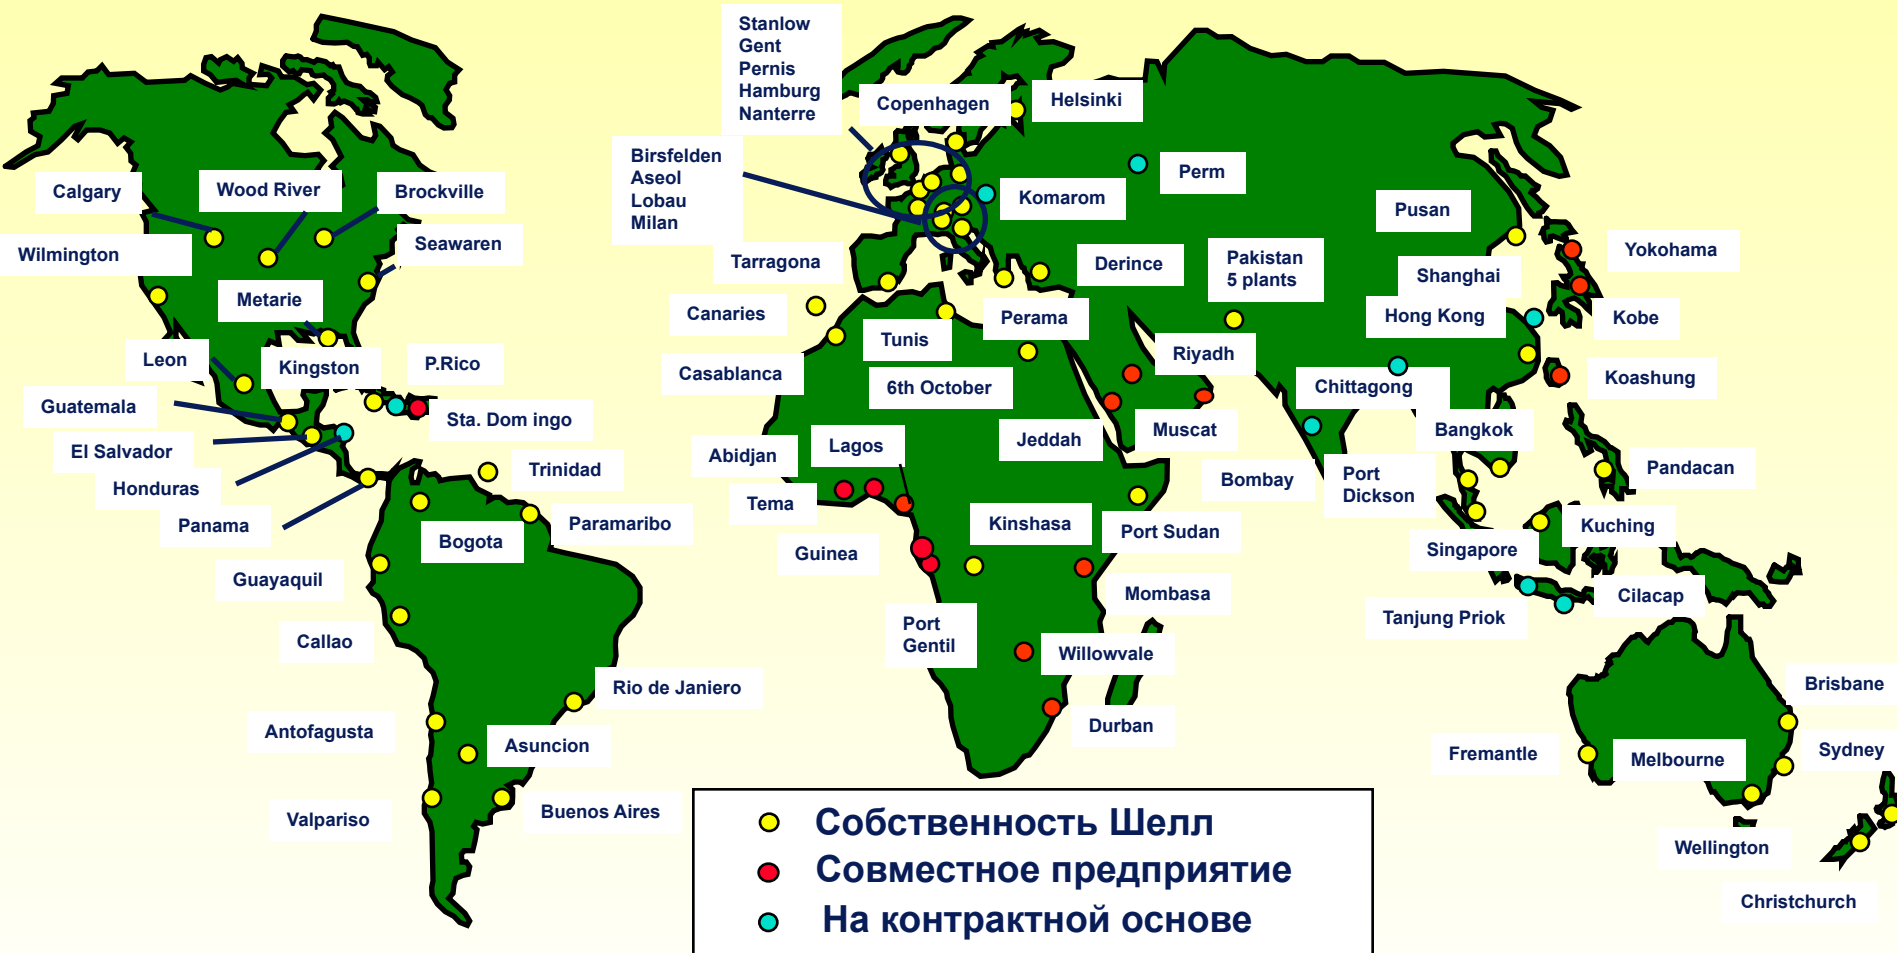 Stanlow
Gent
Pernis
Hamburg
Nanterre
Copenhagen
Helsinki
Birsfelden
Aseol
Lobau
Milan
Perm
Komarom
Calgary
Wood River
Brockville
Seawaren
Wilmington
Metarie
Tarragona
Derince
Pakistan
5 plants
Pusan
Yokohama
Shanghai
Canaries
Perama
Hong Kong
Kobe
Leon
Kingston
P.Rico
Tunis
Riyadh
Casablanca
6th October
Chittagong
Koashung
Guatemala
Sta. Dom ingo
El Salvador
Abidjan
Lagos
Jeddah
Muscat
Bangkok
Honduras
Trinidad
Bombay
Port
Dickson
Pandacan
Panama
Tema
Paramaribo
Kinshasa
Port Sudan
Kuching
Bogota
Guinea
Singapore
Guayaquil
Mombasa
Cilacap
Callao
Port
Gentil
Tanjung Priok
Willowvale
Rio de Janiero
Brisbane
Antofagusta
Asuncion
Durban
Fremantle
Melbourne
Sydney
Valpariso
Buenos Aires
Собственность Шелл
Совместное предприятие
На контрактной основе
Wellington
Christchurch